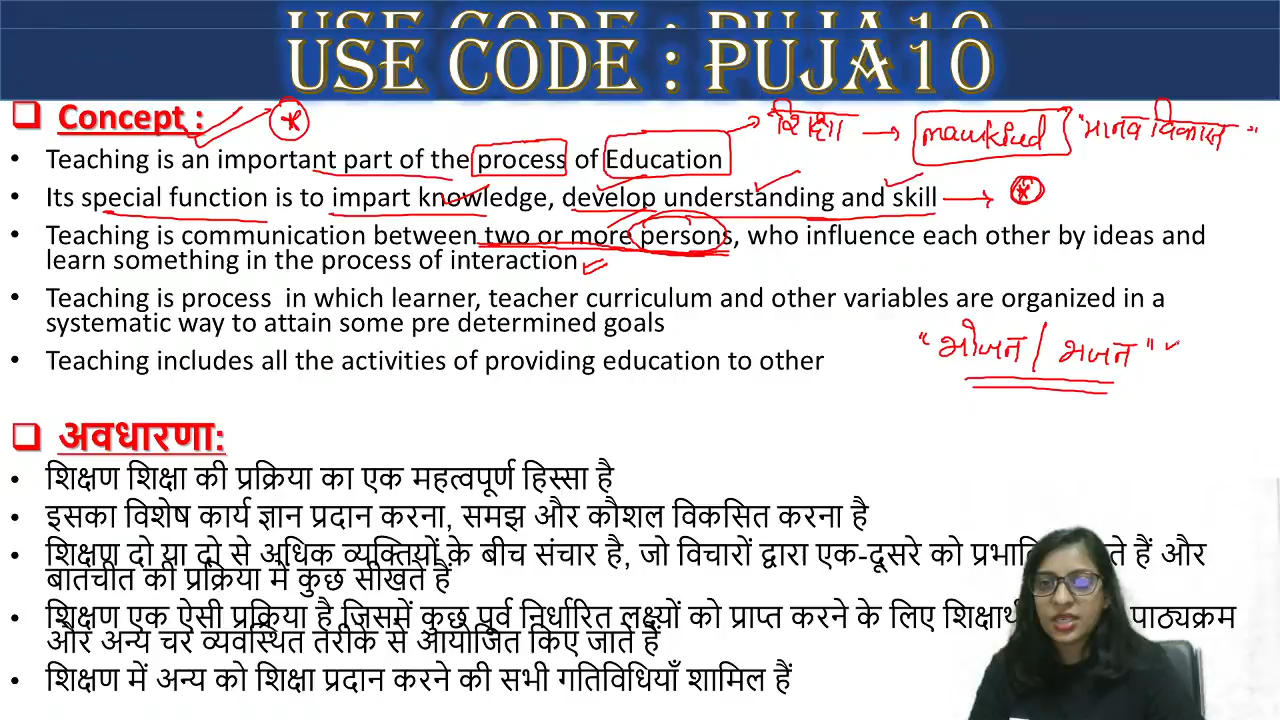 USE CODE : PUJA10
USE CODE : PUJA10
Concept :
शिक्षा
mankind
"मानव विकास"
• Teaching is an important part of the process of Education
• Its special function is to impart knowledge, develop understanding and skill
• Teaching is communication between two or more persons, who influence each other by ideas and
learn something in the process of interaction
• Teaching is process in which learner, teacher curriculum and other variables are organized in a
systematic way to attain some pre determined goals
"भोजन / भजन"
• Teaching includes all the activities of providing education to other
अवधारणा:
• शिक्षण शिक्षा की प्रक्रिया का एक महत्वपूर्ण हिस्सा है
• इसका विशेष कार्य ज्ञान प्रदान करना, समझ और कौशल विकसित करना है
• शिक्षण दो या दो से अधिक व्यक्तियों के बीच संचार है, जो विचारों द्वारा एक-दूसरे को हैं और
बातचीत की प्रक्रिया में कुछ सीखते हैं
• शिक्षण एक ऐसी प्रक्रिया है जिसमें कुछ पूर्व निर्धारित लक्ष्यों को प्राप्त करने के लिए पाठ्यक्रम
और अन्य चर व्यवस्थित तरीके से आयोजित किए जाते हैं
• शिक्षण में अन्य को शिक्षा प्रदान करने की सभी गतिविधियाँ शामिल हैं